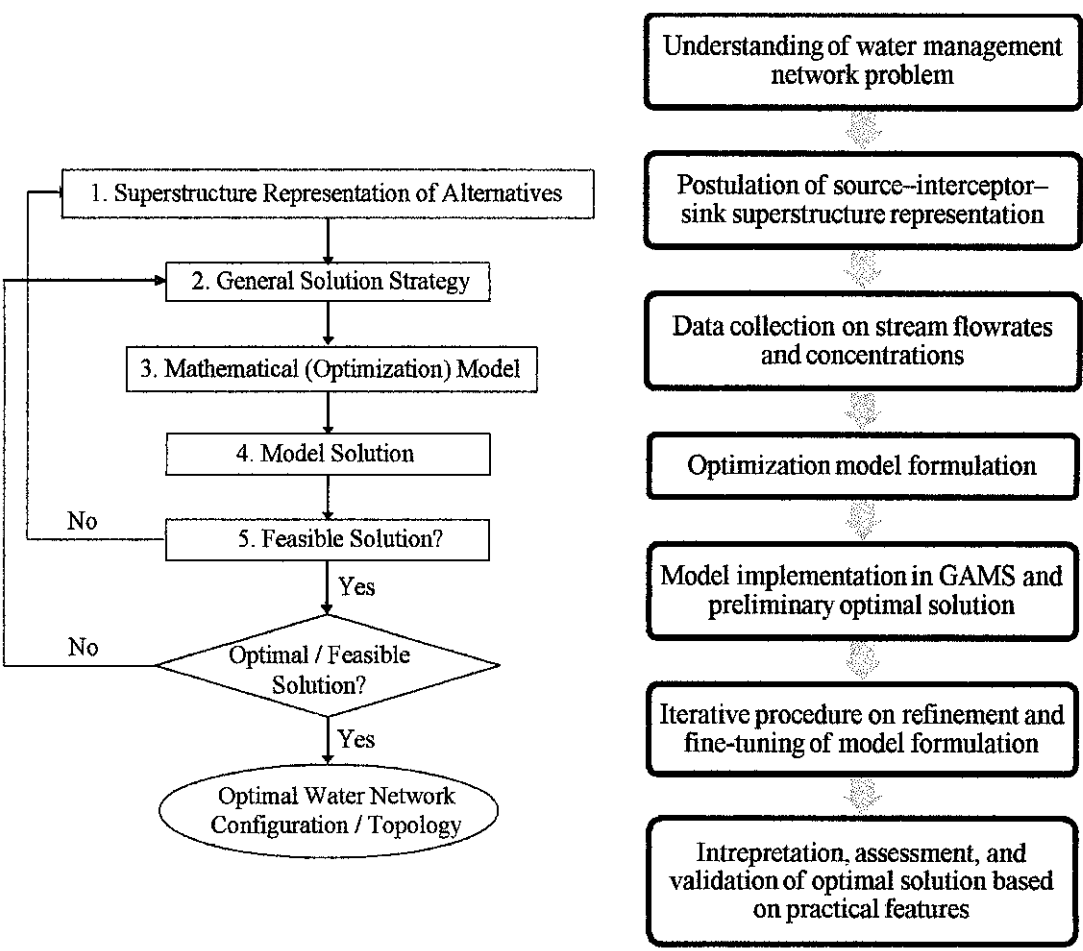 1. Superstructure Representation of Alternatives
2. General Solution Strategy
3. Mathematical (Optimization) Model
4. Model Solution
No
5. Feasible Solution?
Yes
No
Optimal / Feasible
Solution?
Yes
Optimal Water Network
Configuration / Topology
Understanding of water management
network problem
Postulation of source–interceptor–
sink superstructure representation
Data collection on stream flowrates
and concentrations
Optimization model formulation
Model implementation in GAMS and
preliminary optimal solution
Iterative procedure on refinement and
fine-tuning of model formulation
Intrepretation, assessment, and
validation of optimal solution based
on practical features